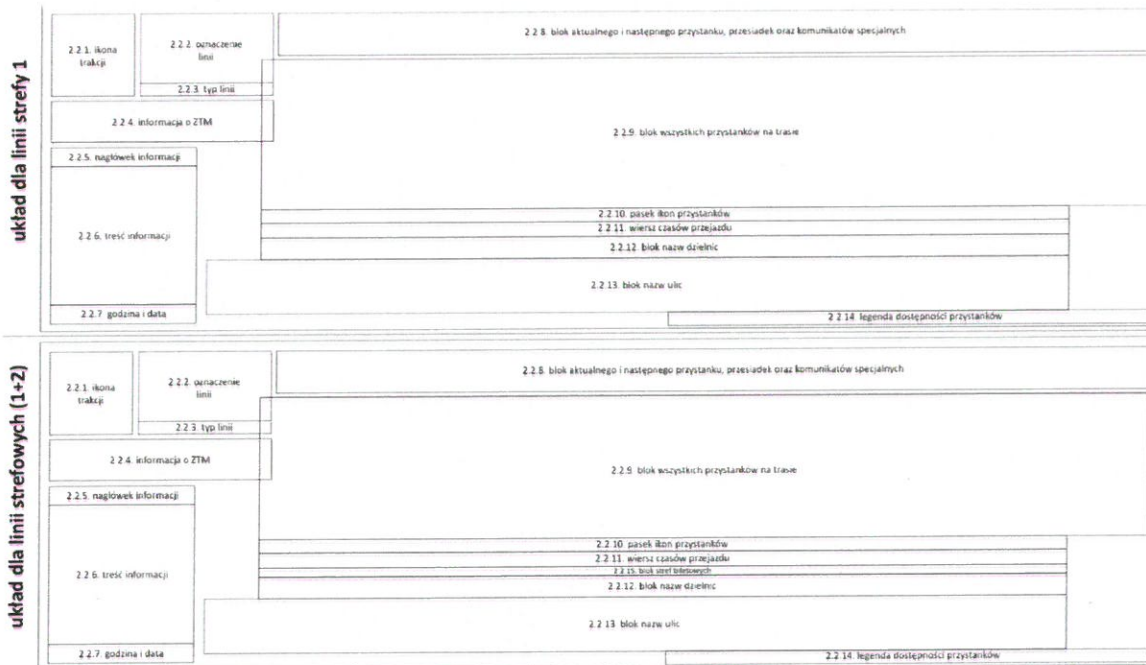 układ dla linii strefy 1
2.2.1. ikona
trakcji
2.2.2. oznaczenie
linii
2.2.3. typ linii
2.2.4. informacja o ZTM
2.2.5. nagłówek informacji
2.2.6. treść informacji
2.2.7. godzina i data
2.2.8. blok aktualnego i następnego przystanku, przesiadek oraz komunikatów specjalnych
2.2.9. blok wszystkich przystanków na trasie
2.2.10. pasek ikon przystanków
2.2.11. wiersz czasów przejazdu
2.2.12. blok nazw dzielnic
2.2.13. blok nazw ulic
2.2.14. legenda dostępności przystanków
układ dla linii strefowych (1+2)
2.2.1. ikona
trakcji
2.2.2. oznaczenie
linii
2.2.3. typ linii
2.2.4. informacja o ZTM
2.2.5. nagłówek informacji
2.2.6. treść informacji
2.2.7. godzina i data
2.2.8. blok aktualnego i następnego przystanku, przesiadek oraz komunikatów specjalnych
2.2.9. blok wszystkich przystanków na trasie
2.2.10. pasek ikon przystanków
2.2.11. wiersz czasów przejazdu
2.2.15. blok stref biletowych
2.2.12. blok nazw dzielnic
2.2.13. blok nazw ulic
2.2.14. legenda dostępności przystanków